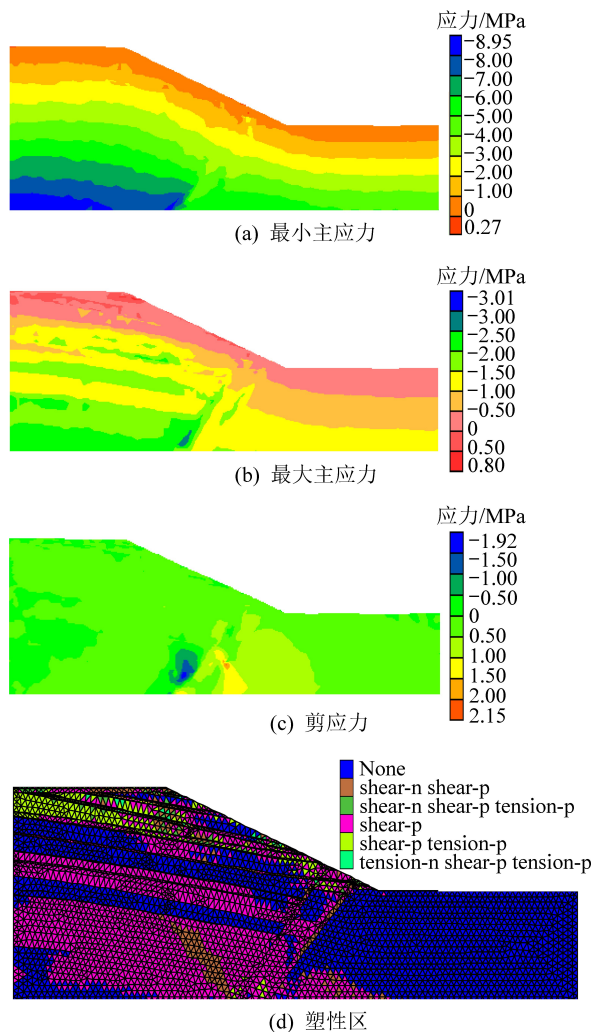 应力/MPa
−8.95
−8.00
−7.00
−6.00
−4.00
−3.00
−2.00
−1.00
0
0.27
(a) 最小主应力
应力/MPa
−3.01
−3.00
−2.50
−2.00
−1.50
−0.50
0
0.50
0.80
(b) 最大主应力
应力/MPa
−1.92
−1.50
−1.00
−0.50
0
0.50
1.00
1.50
2.00
2.15
(c) 剪应力
None
shear-n shear-p
shear-n shear-p tension-p
shear-p
shear-p tension-p
tension-n shear-p tension-p
(d) 塑性区